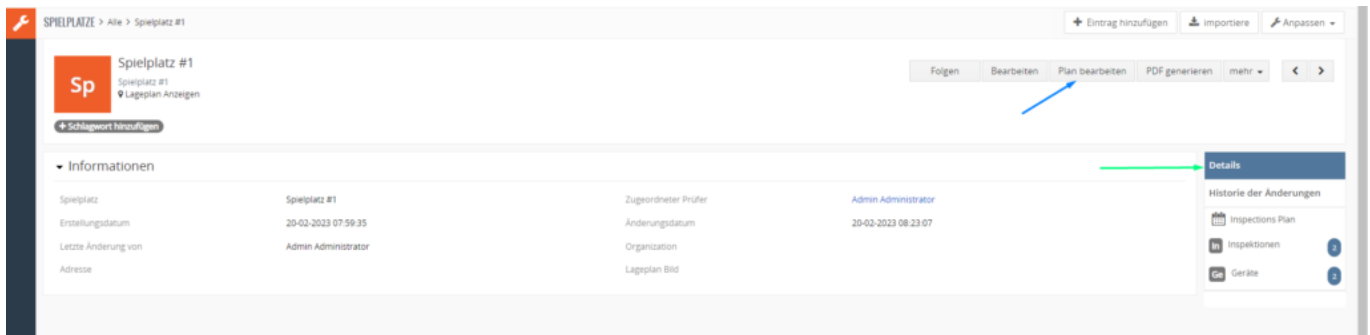 SPIELPLÄTZE > Alle > Spielplatz #1
Eintrag hinzufügen Importiere Anpassen
Sp
Spielplatz #1
Spielplatz #1
Lageplan Anzeigen
Folgen Bearbeiten Plan bearbeiten PDF generieren mehr
+ Schlagwort hinzufügen
Informationen
Spielplatz Spielplatz #1 Zugeordneter Prüfer Admin Administrator
Erstellungsdatum 20-02-2023 07:59:35 Änderungsdatum 20-02-2023 08:23:07
Letzte Änderung von Admin Administrator Organization
Adresse Lageplan Bild
Details
Historie der Änderungen
Inspections Plan
In Inspektionen 2
Ge Geräte 2